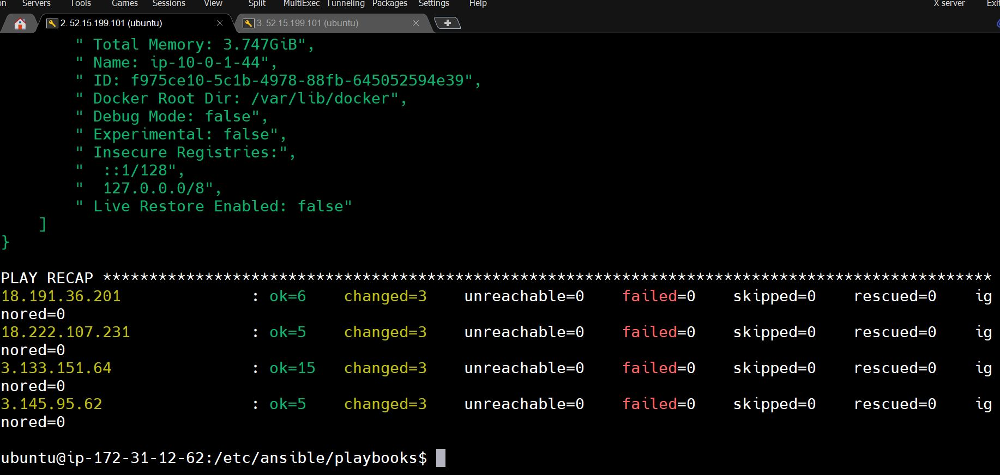 Servers Tools Games Sessions View Split MultiExec Tunneling Packages Settings Help X server Exit
2. 52.15.199.101 (ubuntu) 3. 52.15.199.101 (ubuntu)
" Total Memory: 3.747GiB",
" Name: ip-10-0-1-44",
" ID: f975ce10-5c1b-4978-88fb-645052594e39",
" Docker Root Dir: /var/lib/docker",
" Debug Mode: false",
" Experimental: false",
" Insecure Registries:",
"  ::1/128",
"  127.0.0.0/8",
" Live Restore Enabled: false"
]
}
PLAY RECAP ************************************************************************************************
18.191.36.201 : ok=6 changed=3 unreachable=0 failed=0 skipped=0 rescued=0 ig
nored=0
18.222.107.231 : ok=5 changed=3 unreachable=0 failed=0 skipped=0 rescued=0 ig
nored=0
3.133.151.64 : ok=15 changed=3 unreachable=0 failed=0 skipped=0 rescued=0 ig
nored=0
3.145.95.62 : ok=5 changed=3 unreachable=0 failed=0 skipped=0 rescued=0 ig
nored=0
ubuntu@ip-172-31-12-62:/etc/ansible/playbooks$